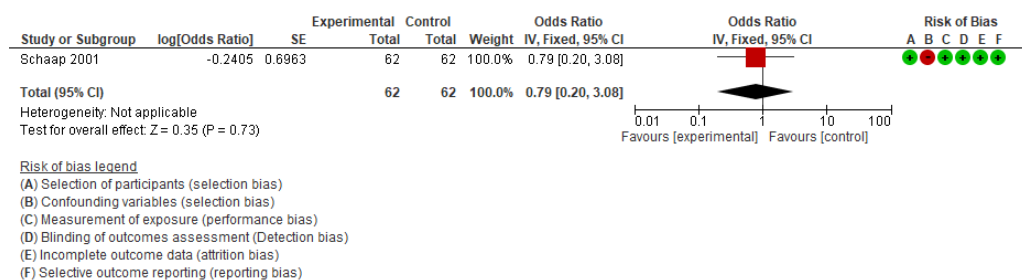 Experimental Control Odds Ratio Odds Ratio Risk of Bias
Study or Subgroup log[Odds Ratio] SE Total Total Weight IV, Fixed, 95% CI IV, Fixed, 95% CI A B C D E F
Schaap 2001 -0.2405 0.6963 62 62 100.0% 0.79 [0.20, 3.08] + - + + + +
Total (95% CI) 62 62 100.0% 0.79 [0.20, 3.08]
Heterogeneity: Not applicable
Test for overall effect: Z = 0.35 (P = 0.73)
0.01 0.1 1 10 100
Favours [experimental] Favours [control]
Risk of bias legend
(A) Selection of participants (selection bias)
(B) Confounding variables (selection bias)
(C) Measurement of exposure (performance bias)
(D) Blinding of outcomes assessment (Detection bias)
(E) Incomplete outcome data (attrition bias)
(F) Selective outcome reporting (reporting bias)